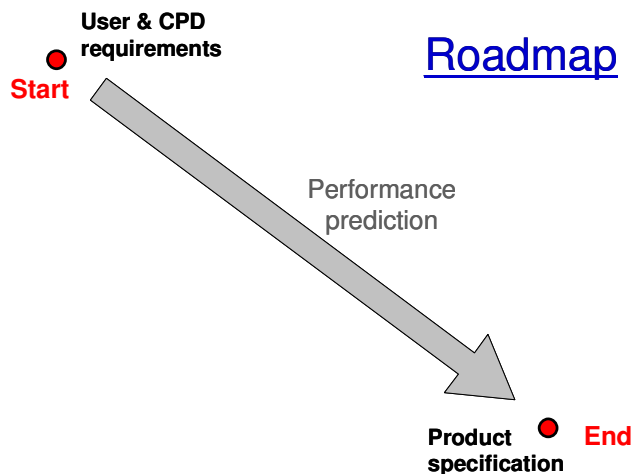 User & CPD
requirements
Roadmap
Start
Performance
prediction
Product
specification
End